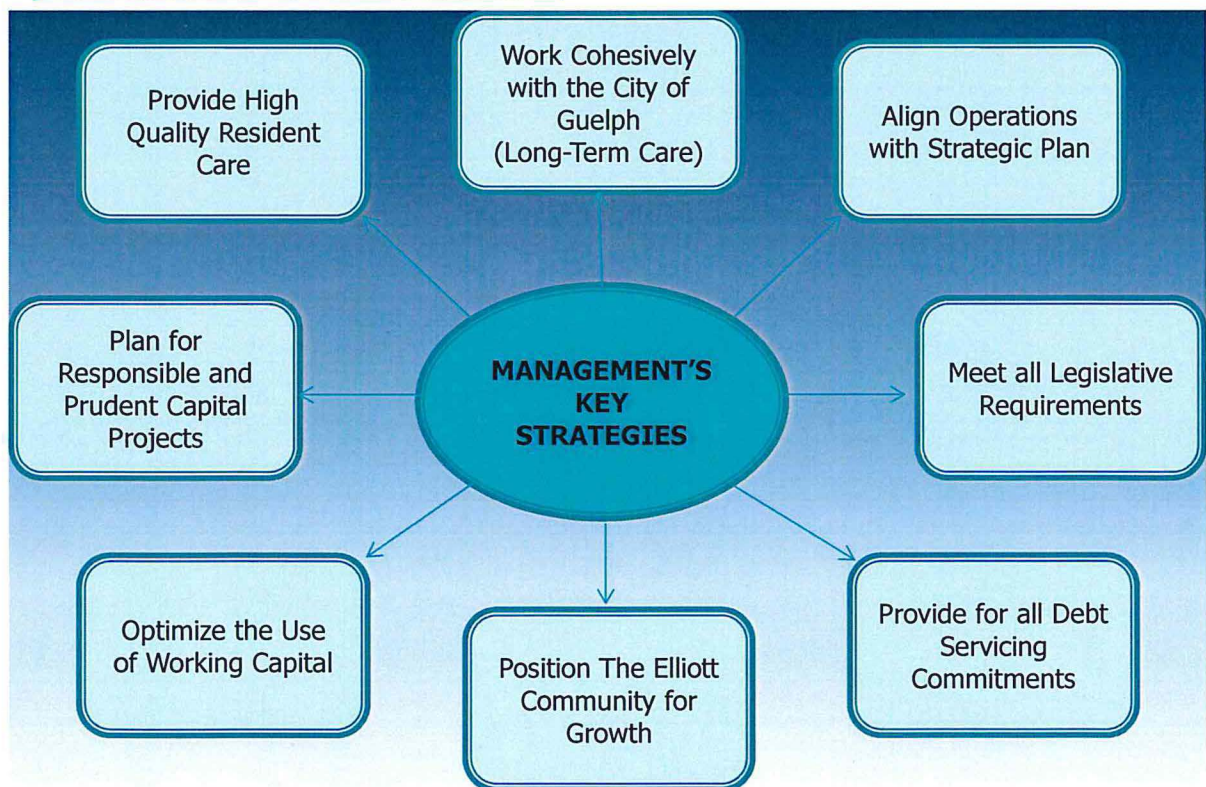 Provide High
Quality Resident
Care
Work Cohesively
with the City of
Guelph
(Long-Term Care)
Align Operations
with Strategic Plan
Plan for
Responsible and
Prudent Capital
Projects
MANAGEMENT'S
KEY
STRATEGIES
Meet all Legislative
Requirements
Optimize the Use
of Working Capital
Position The Elliott
Community for
Growth
Provide for all Debt
Servicing
Commitments